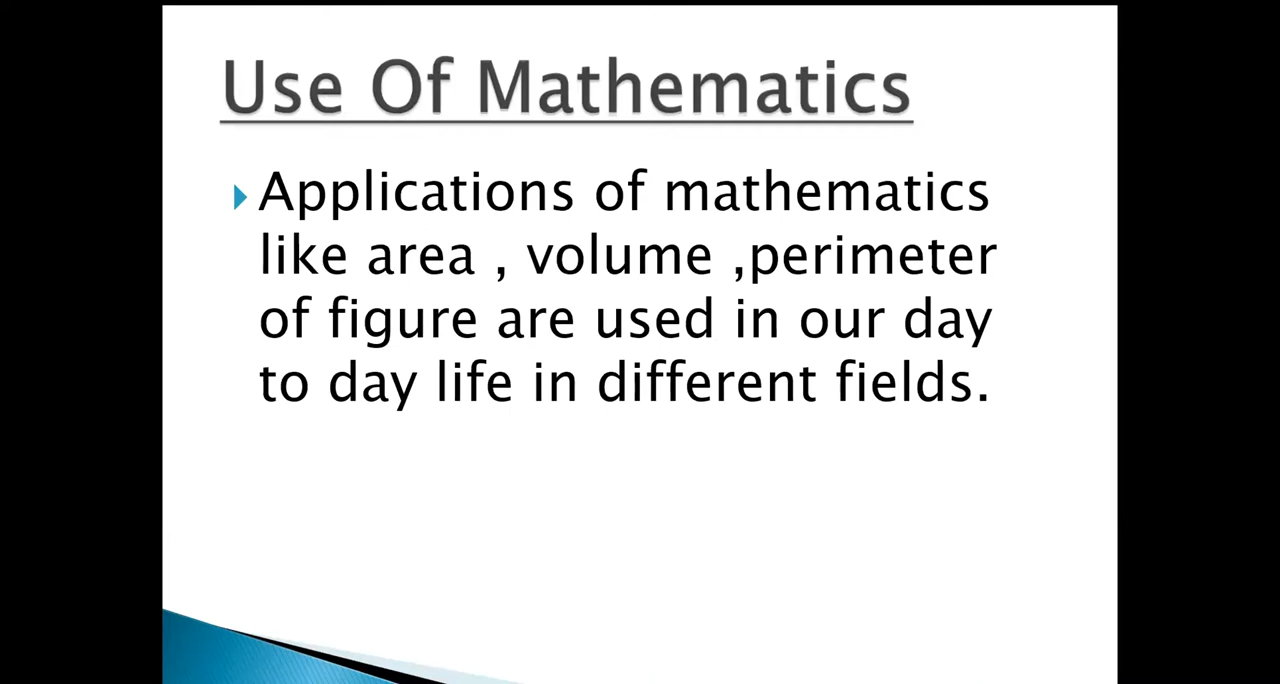 Use Of Mathematics
Applications of mathematics
like area , volume ,perimeter
of figure are used in our day
to day life in different fields.